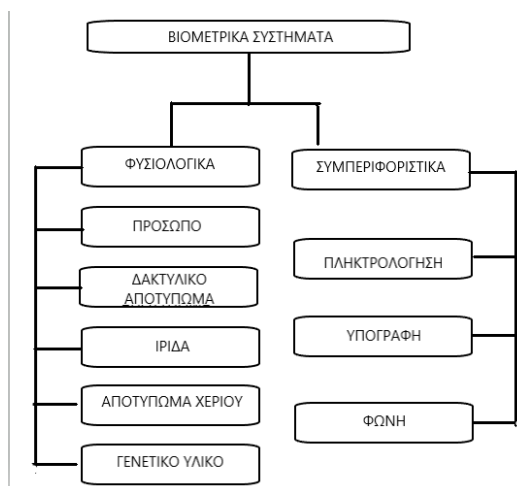 ΒΙΟΜΕΤΡΙΚΑ ΣΥΣΤΗΜΑΤΑ
ΦΥΣΙΟΛΟΓΙΚΑ
ΠΡΟΣΩΠΟ
ΔΑΚΤΥΛΙΚΟ
ΑΠΟΤΥΠΩΜΑ
ΙΡΙΔΑ
ΑΠΟΤΥΠΩΜΑ ΧΕΡΙΟΥ
ΓΕΝΕΤΙΚΟ ΥΛΙΚΟ
ΣΥΜΠΕΡΙΦΟΡΙΣΤΙΚΑ
ΠΛΗΚΤΡΟΛΟΓΗΣΗ
ΥΠΟΓΡΑΦΗ
ΦΩΝΗ